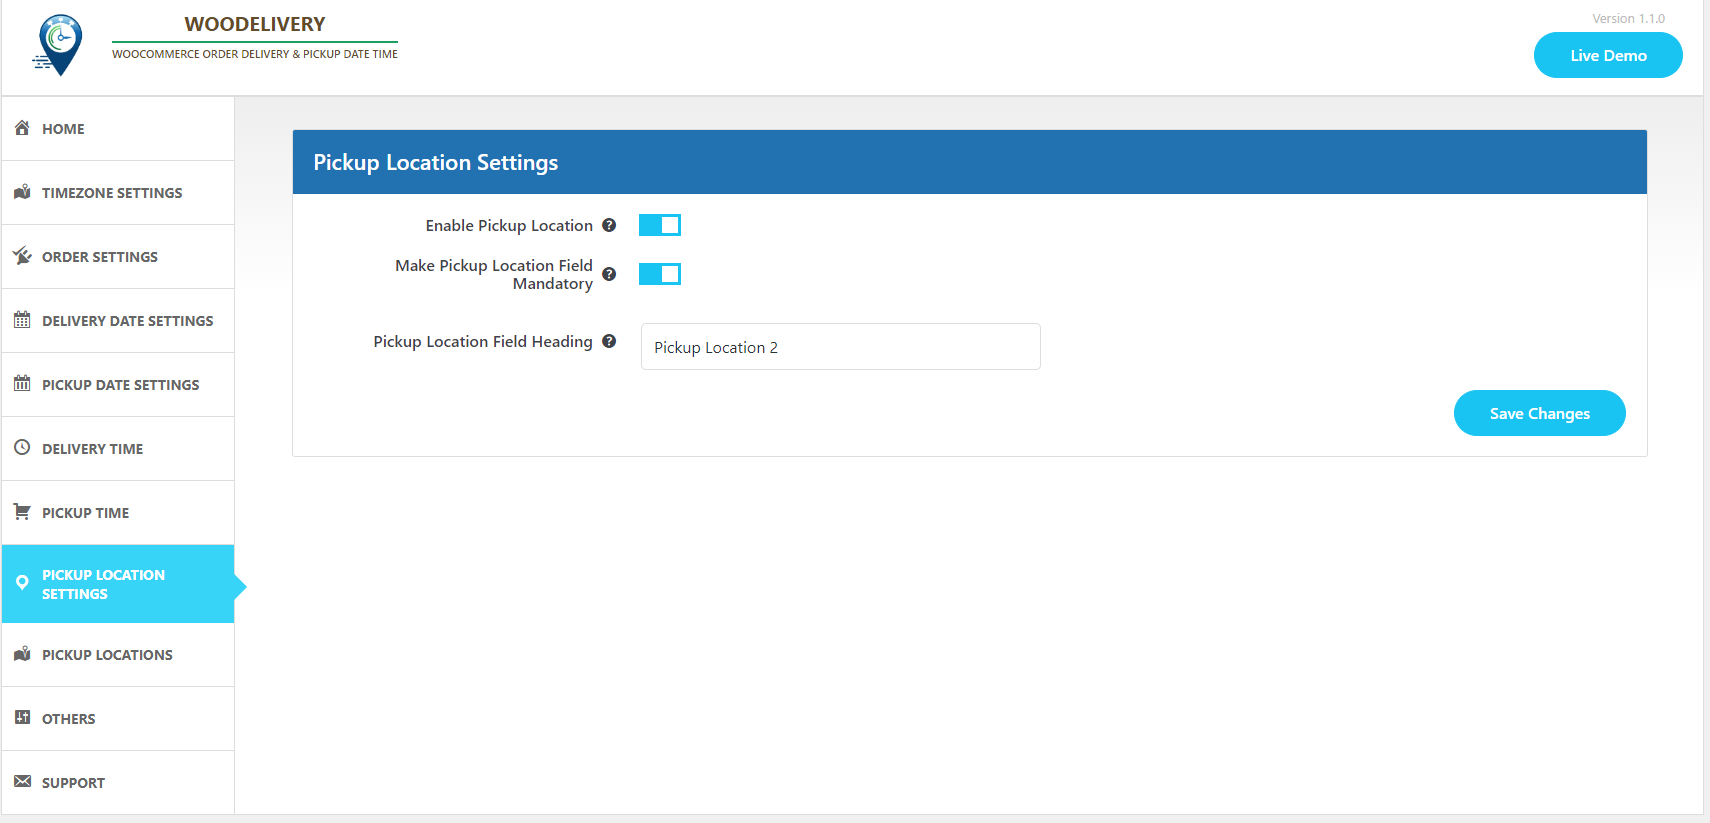 WOODELIVERY
WOOCOMMERCE ORDER DELIVERY & PICKUP DATE TIME
Version 1.1.0
Live Demo
HOME
TIMEZONE SETTINGS
ORDER SETTINGS
DELIVERY DATE SETTINGS
PICKUP DATE SETTINGS
DELIVERY TIME
PICKUP TIME
PICKUP LOCATION
SETTINGS
PICKUP LOCATIONS
OTHERS
SUPPORT
Pickup Location Settings
Enable Pickup Location
Make Pickup Location Field
Mandatory
Pickup Location Field Heading
Pickup Location 2
Save Changes